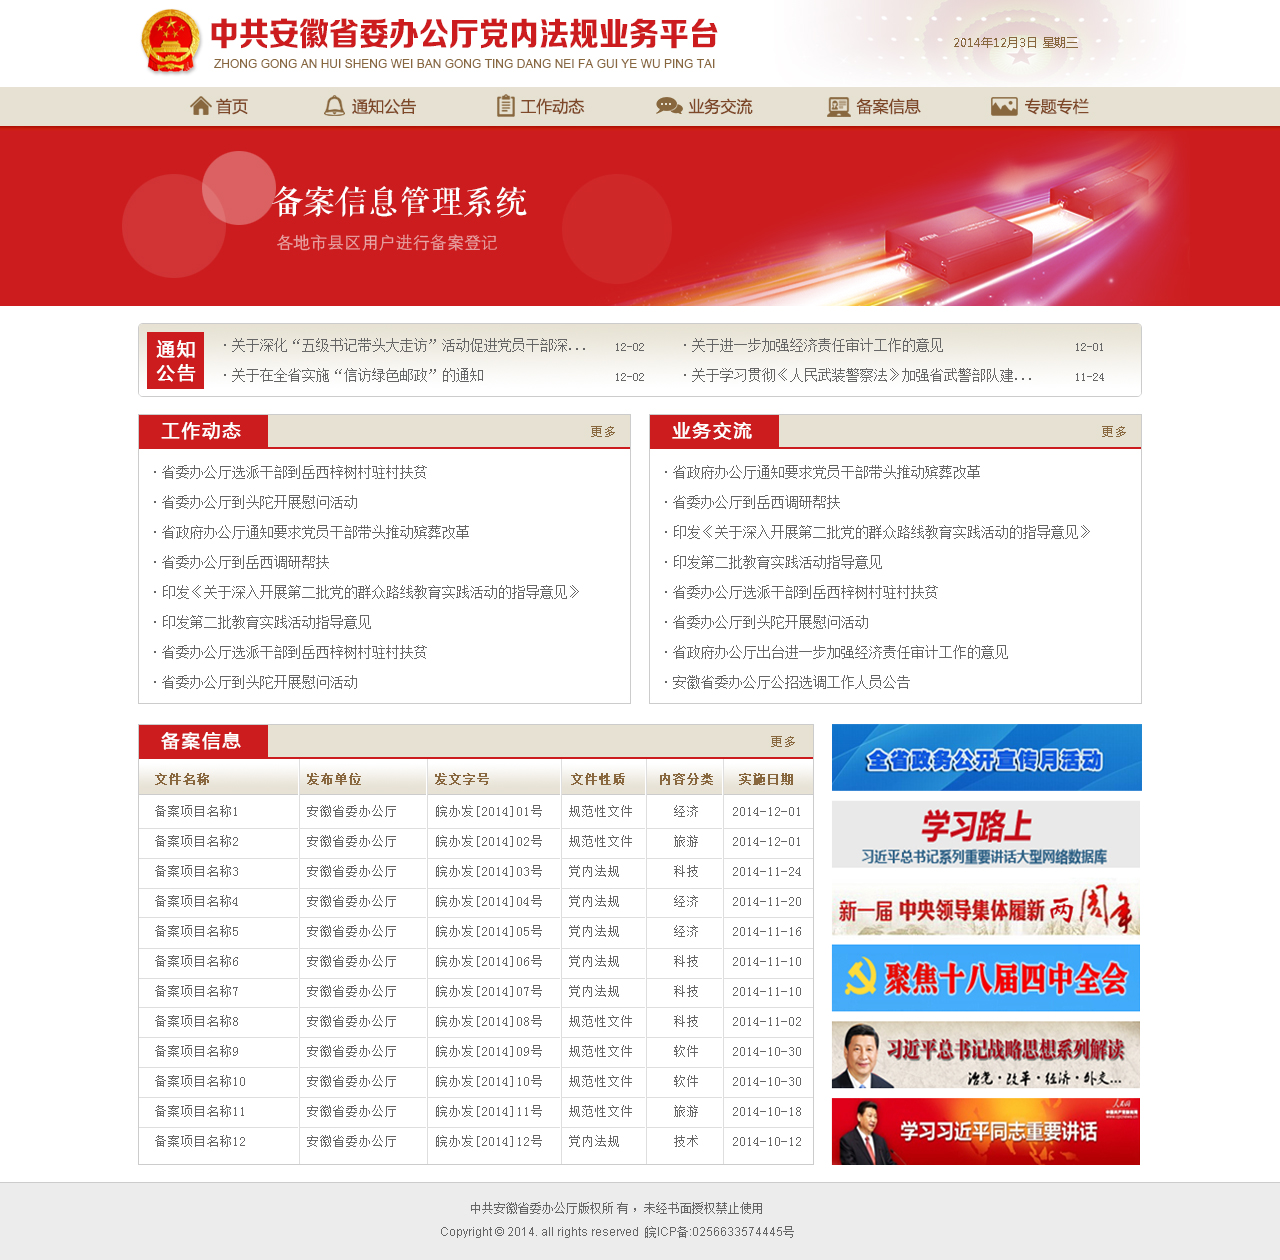 中共安徽省委办公厅党内法规业务平台
ZHONG GONG AN HUI SHENG WEI BAN GONG TING DANG NEI FA GUI YE WU PING TAI
2014年12月3日 星期三
首页 通知公告 工作动态 业务交流 备案信息 专题专栏
备案信息管理系统
各地市县区用户进行备案登记
通知公告
· 关于深化“五级书记带头大走访”活动促进党员干部深... 12-02
· 关于进一步加强经济责任审计工作的意见 12-01
· 关于在全省实施“信访绿色邮政”的通知 12-02
· 关于学习贯彻《人民武装警察法》加强省武警部队建... 11-24
工作动态 更多
· 省委办公厅选派干部到岳西梓树村驻村扶贫
· 省委办公厅到头陀开展慰问活动
· 省政府办公厅通知要求党员干部带头推动殡葬改革
· 省委办公厅到岳西调研帮扶
· 印发《关于深入开展第二批党的群众路线教育实践活动的指导意见》
· 印发第二批教育实践活动指导意见
· 省委办公厅选派干部到岳西梓树村驻村扶贫
· 省委办公厅到头陀开展慰问活动
业务交流 更多
· 省政府办公厅通知要求党员干部带头推动殡葬改革
· 省委办公厅到岳西调研帮扶
· 印发《关于深入开展第二批党的群众路线教育实践活动的指导意见》
· 印发第二批教育实践活动指导意见
· 省委办公厅选派干部到岳西梓树村驻村扶贫
· 省委办公厅到头陀开展慰问活动
· 省政府办公厅出台进一步加强经济责任审计工作的意见
· 安徽省委办公厅公招选调工作人员公告
备案信息 更多
文件名称 发布单位 发文字号 文件性质 内容分类 实施日期
备案项目名称1 安徽省委办公厅 皖办发[2014]01号 规范性文件 经济 2014-12-01
备案项目名称2 安徽省委办公厅 皖办发[2014]02号 规范性文件 旅游 2014-12-01
备案项目名称3 安徽省委办公厅 皖办发[2014]03号 党内法规 科技 2014-11-24
备案项目名称4 安徽省委办公厅 皖办发[2014]04号 党内法规 经济 2014-11-20
备案项目名称5 安徽省委办公厅 皖办发[2014]05号 党内法规 经济 2014-11-16
备案项目名称6 安徽省委办公厅 皖办发[2014]06号 党内法规 科技 2014-11-10
备案项目名称7 安徽省委办公厅 皖办发[2014]07号 党内法规 科技 2014-11-10
备案项目名称8 安徽省委办公厅 皖办发[2014]08号 规范性文件 科技 2014-11-02
备案项目名称9 安徽省委办公厅 皖办发[2014]09号 规范性文件 软件 2014-10-30
备案项目名称10 安徽省委办公厅 皖办发[2014]10号 规范性文件 软件 2014-10-30
备案项目名称11 安徽省委办公厅 皖办发[2014]11号 规范性文件 旅游 2014-10-18
备案项目名称12 安徽省委办公厅 皖办发[2014]12号 党内法规 技术 2014-10-12
全省政务公开宣传月活动
学习路上
习近平总书记系列重要讲话大型网络数据库
新一届 中央领导集体履新 两周年
聚焦十八届四中全会
习近平总书记战略思想系列解读
治党·改革·经济·外交...
学习习近平同志重要讲话
中共安徽省委办公厅版权所 有 ，未经书面授权禁止使用
Copyright © 2014. all rights reserved 皖ICP备:0256633574445号